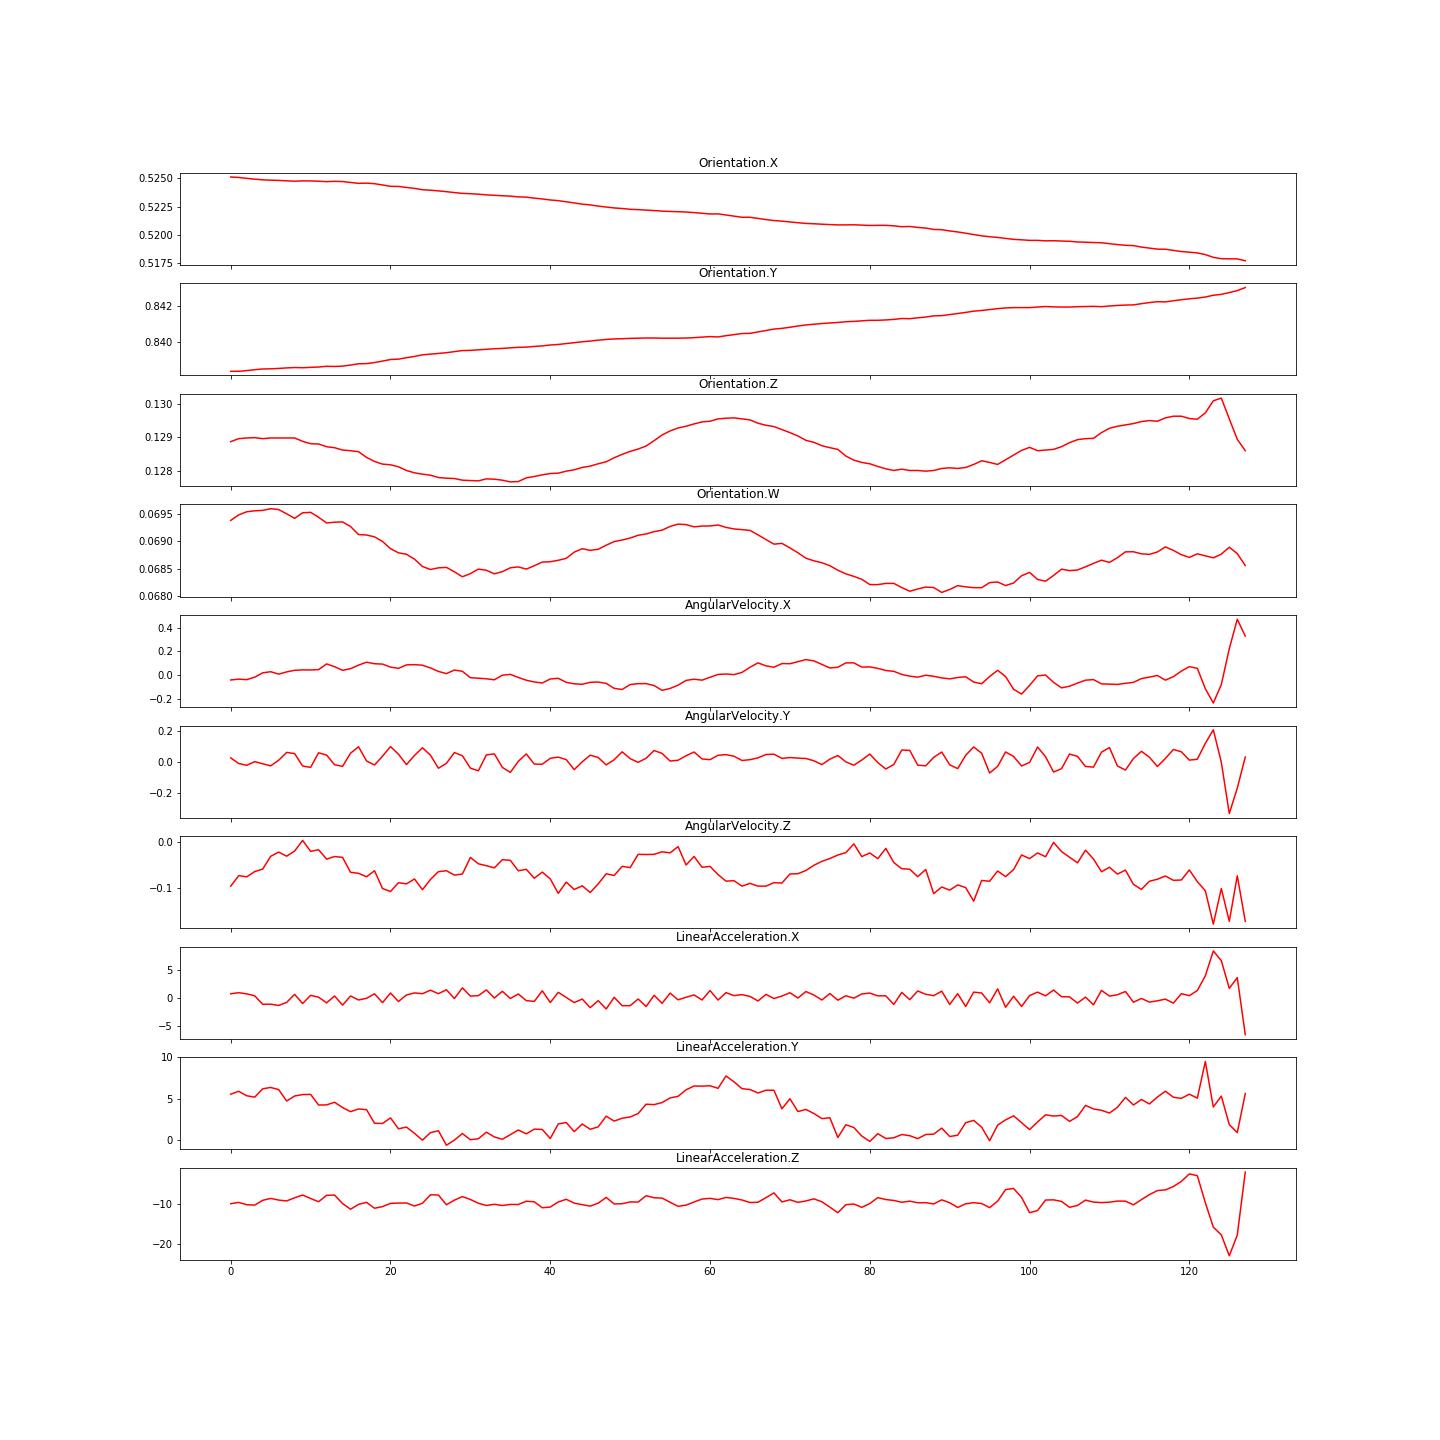 Orientation.X
0.5250
0.5225
0.5200
0.5175
Orientation.Y
0.842
0.840
Orientation.Z
0.130
0.129
0.128
Orientation.W
0.0695
0.0690
0.0685
0.0680
AngularVelocity.X
0.4
0.2
0.0
−0.2
AngularVelocity.Y
0.2
0.0
−0.2
AngularVelocity.Z
0.0
−0.1
LinearAcceleration.X
5
0
−5
LinearAcceleration.Y
10
5
0
LinearAcceleration.Z
−10
−20
0 20 40 60 80 100 120